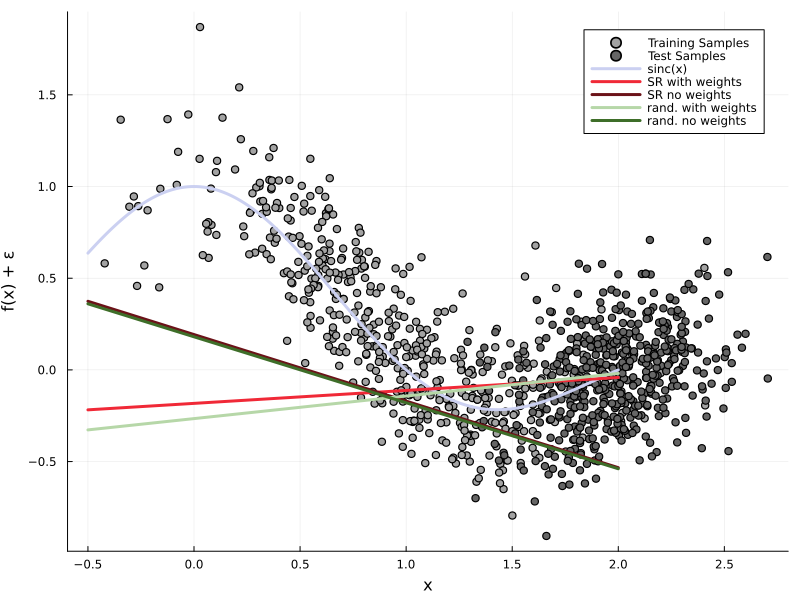 Training Samples
Test Samples
sinc(x)
SR with weights
SR no weights
rand. with weights
rand. no weights
1.5
1.0
0.5
0.0
−0.5
f(x) + ε
−0.5 0.0 0.5 1.0 1.5 2.0 2.5
x